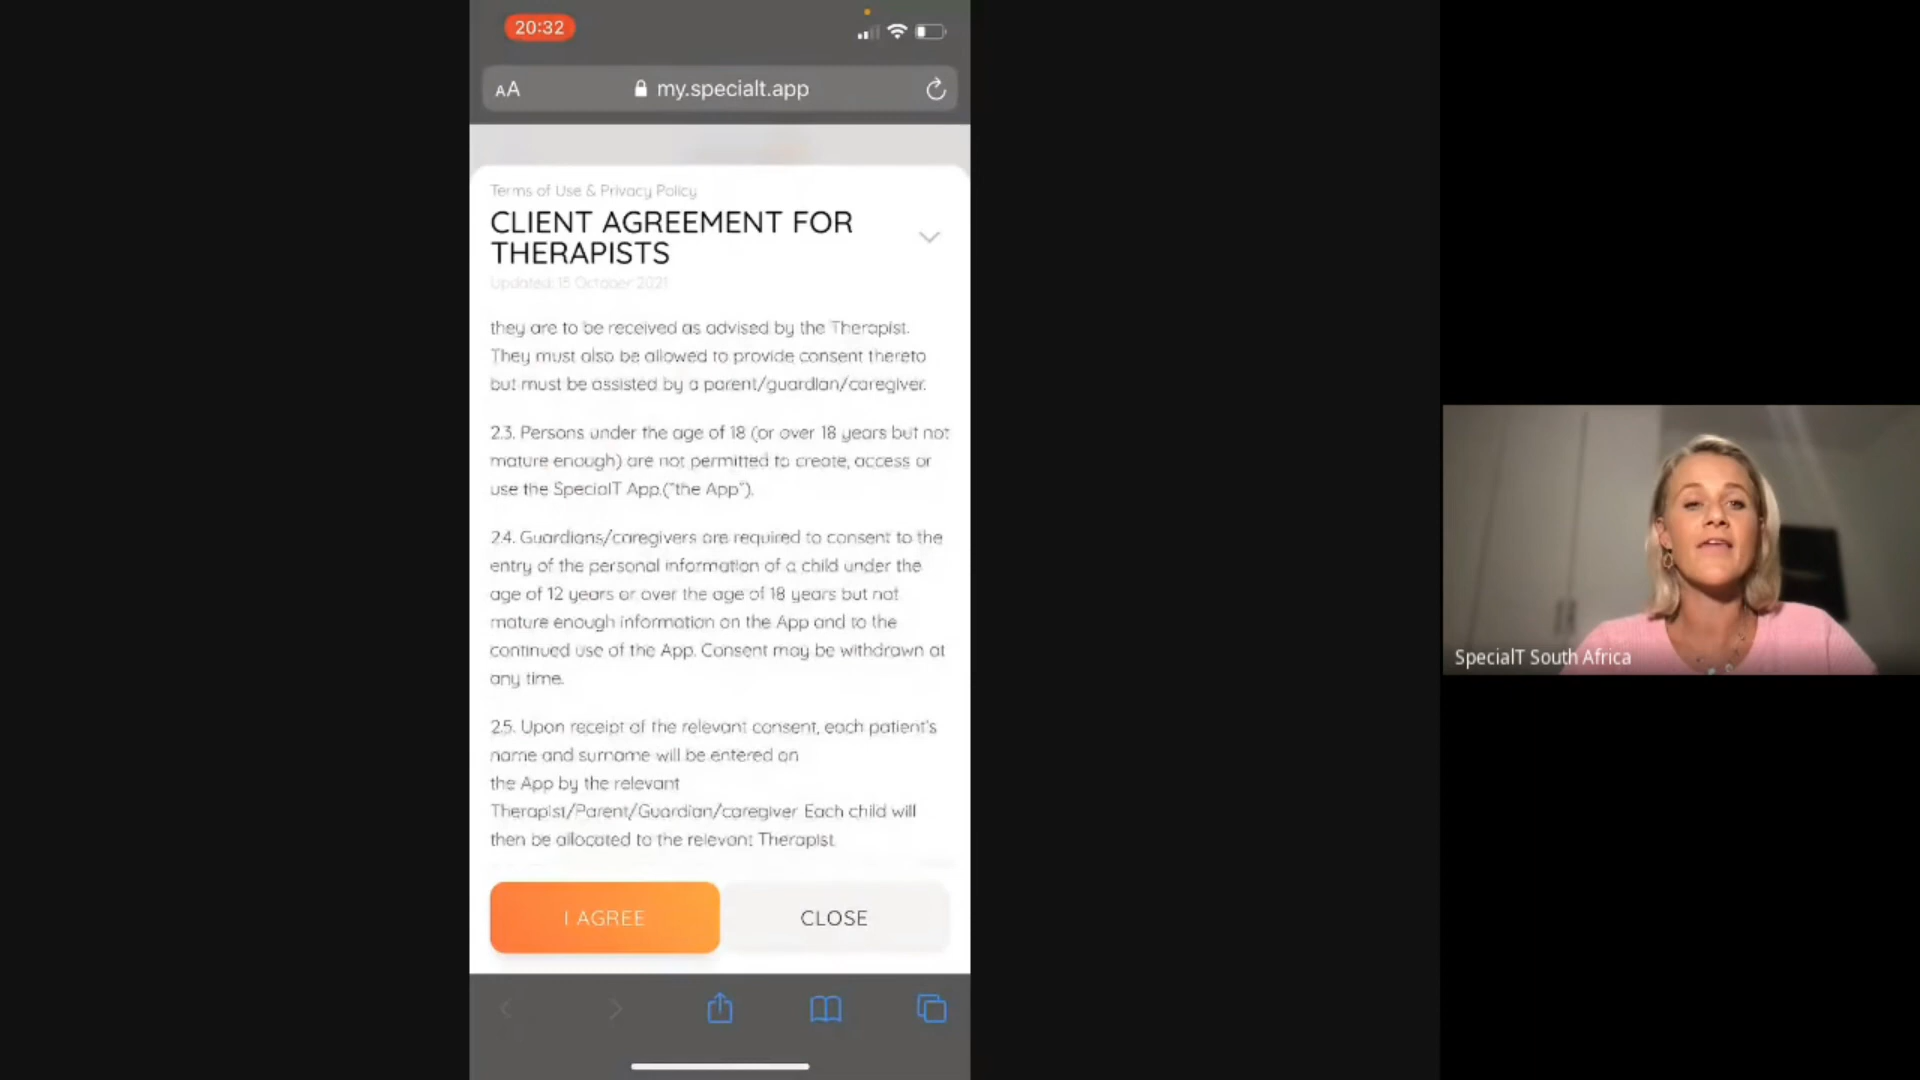 20:32
AA
my.specialt.app
Terms of Use & Privacy Policy
CLIENT AGREEMENT FOR
THERAPISTS
Updated: 15 October 2021
they are to be received as advised by the Therapist.
They must also be allowed to provide consent thereto
but must be assisted by a parent/guardian/caregiver.
2.3. Persons under the age of 18 (or over 18 years but not
mature enough) are not permitted to create, access or
use the SpecialT App.("the App").
2.4. Guardians/caregivers are required to consent to the
entry of the personal information of a child under the
age of 12 years or over the age of 18 years but not
mature enough information on the App and to the
continued use of the App. Consent may be withdrawn at
any time.
2.5. Upon receipt of the relevant consent, each patient's
name and surname will be entered on
the App by the relevant
Therapist/Parent/Guardian/caregiver Each child will
then be allocated to the relevant Therapist.
I AGREE
CLOSE
SpecialT South Africa